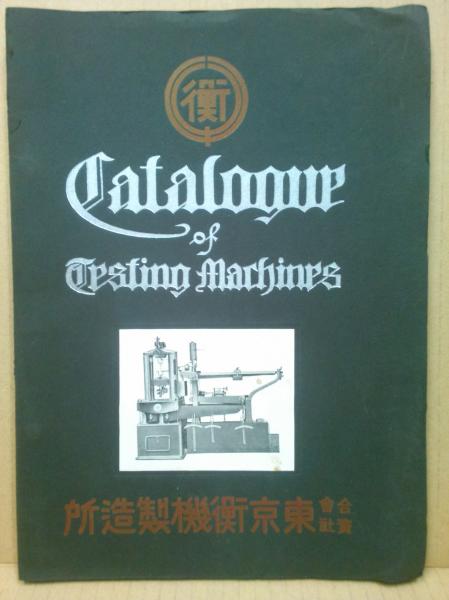 衡
Catalogue
of
Testing Machines
所造製機衡京東 合資會社